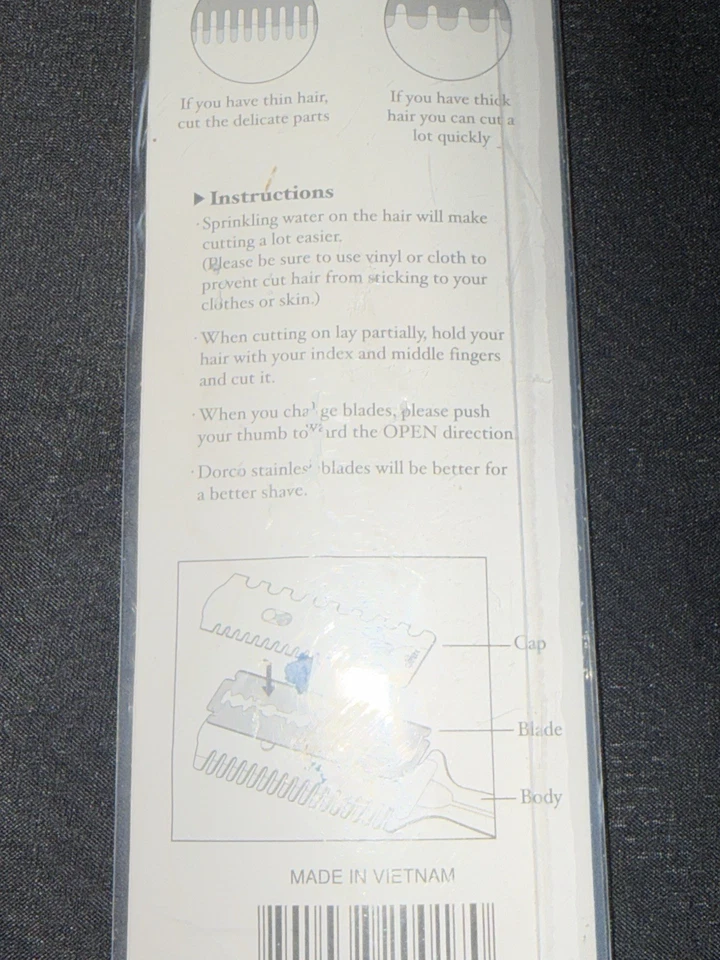 If you have thin hair,
cut the delicate parts
If you have thick
hair you can cut a
lot quickly
▶ Instructions
· Sprinkling water on the hair will make
cutting a lot easier.
(Please be sure to use vinyl or cloth to
prevent cut hair from sticking to your
clothes or skin.)
· When cutting on lay partially, hold your
hair with your index and middle fingers
and cut it.
· When you change blades, please push
your thumb toward the OPEN direction
· Dorco stainless blades will be better for
a better shave.
Cap
Blade
Body
MADE IN VIETNAM